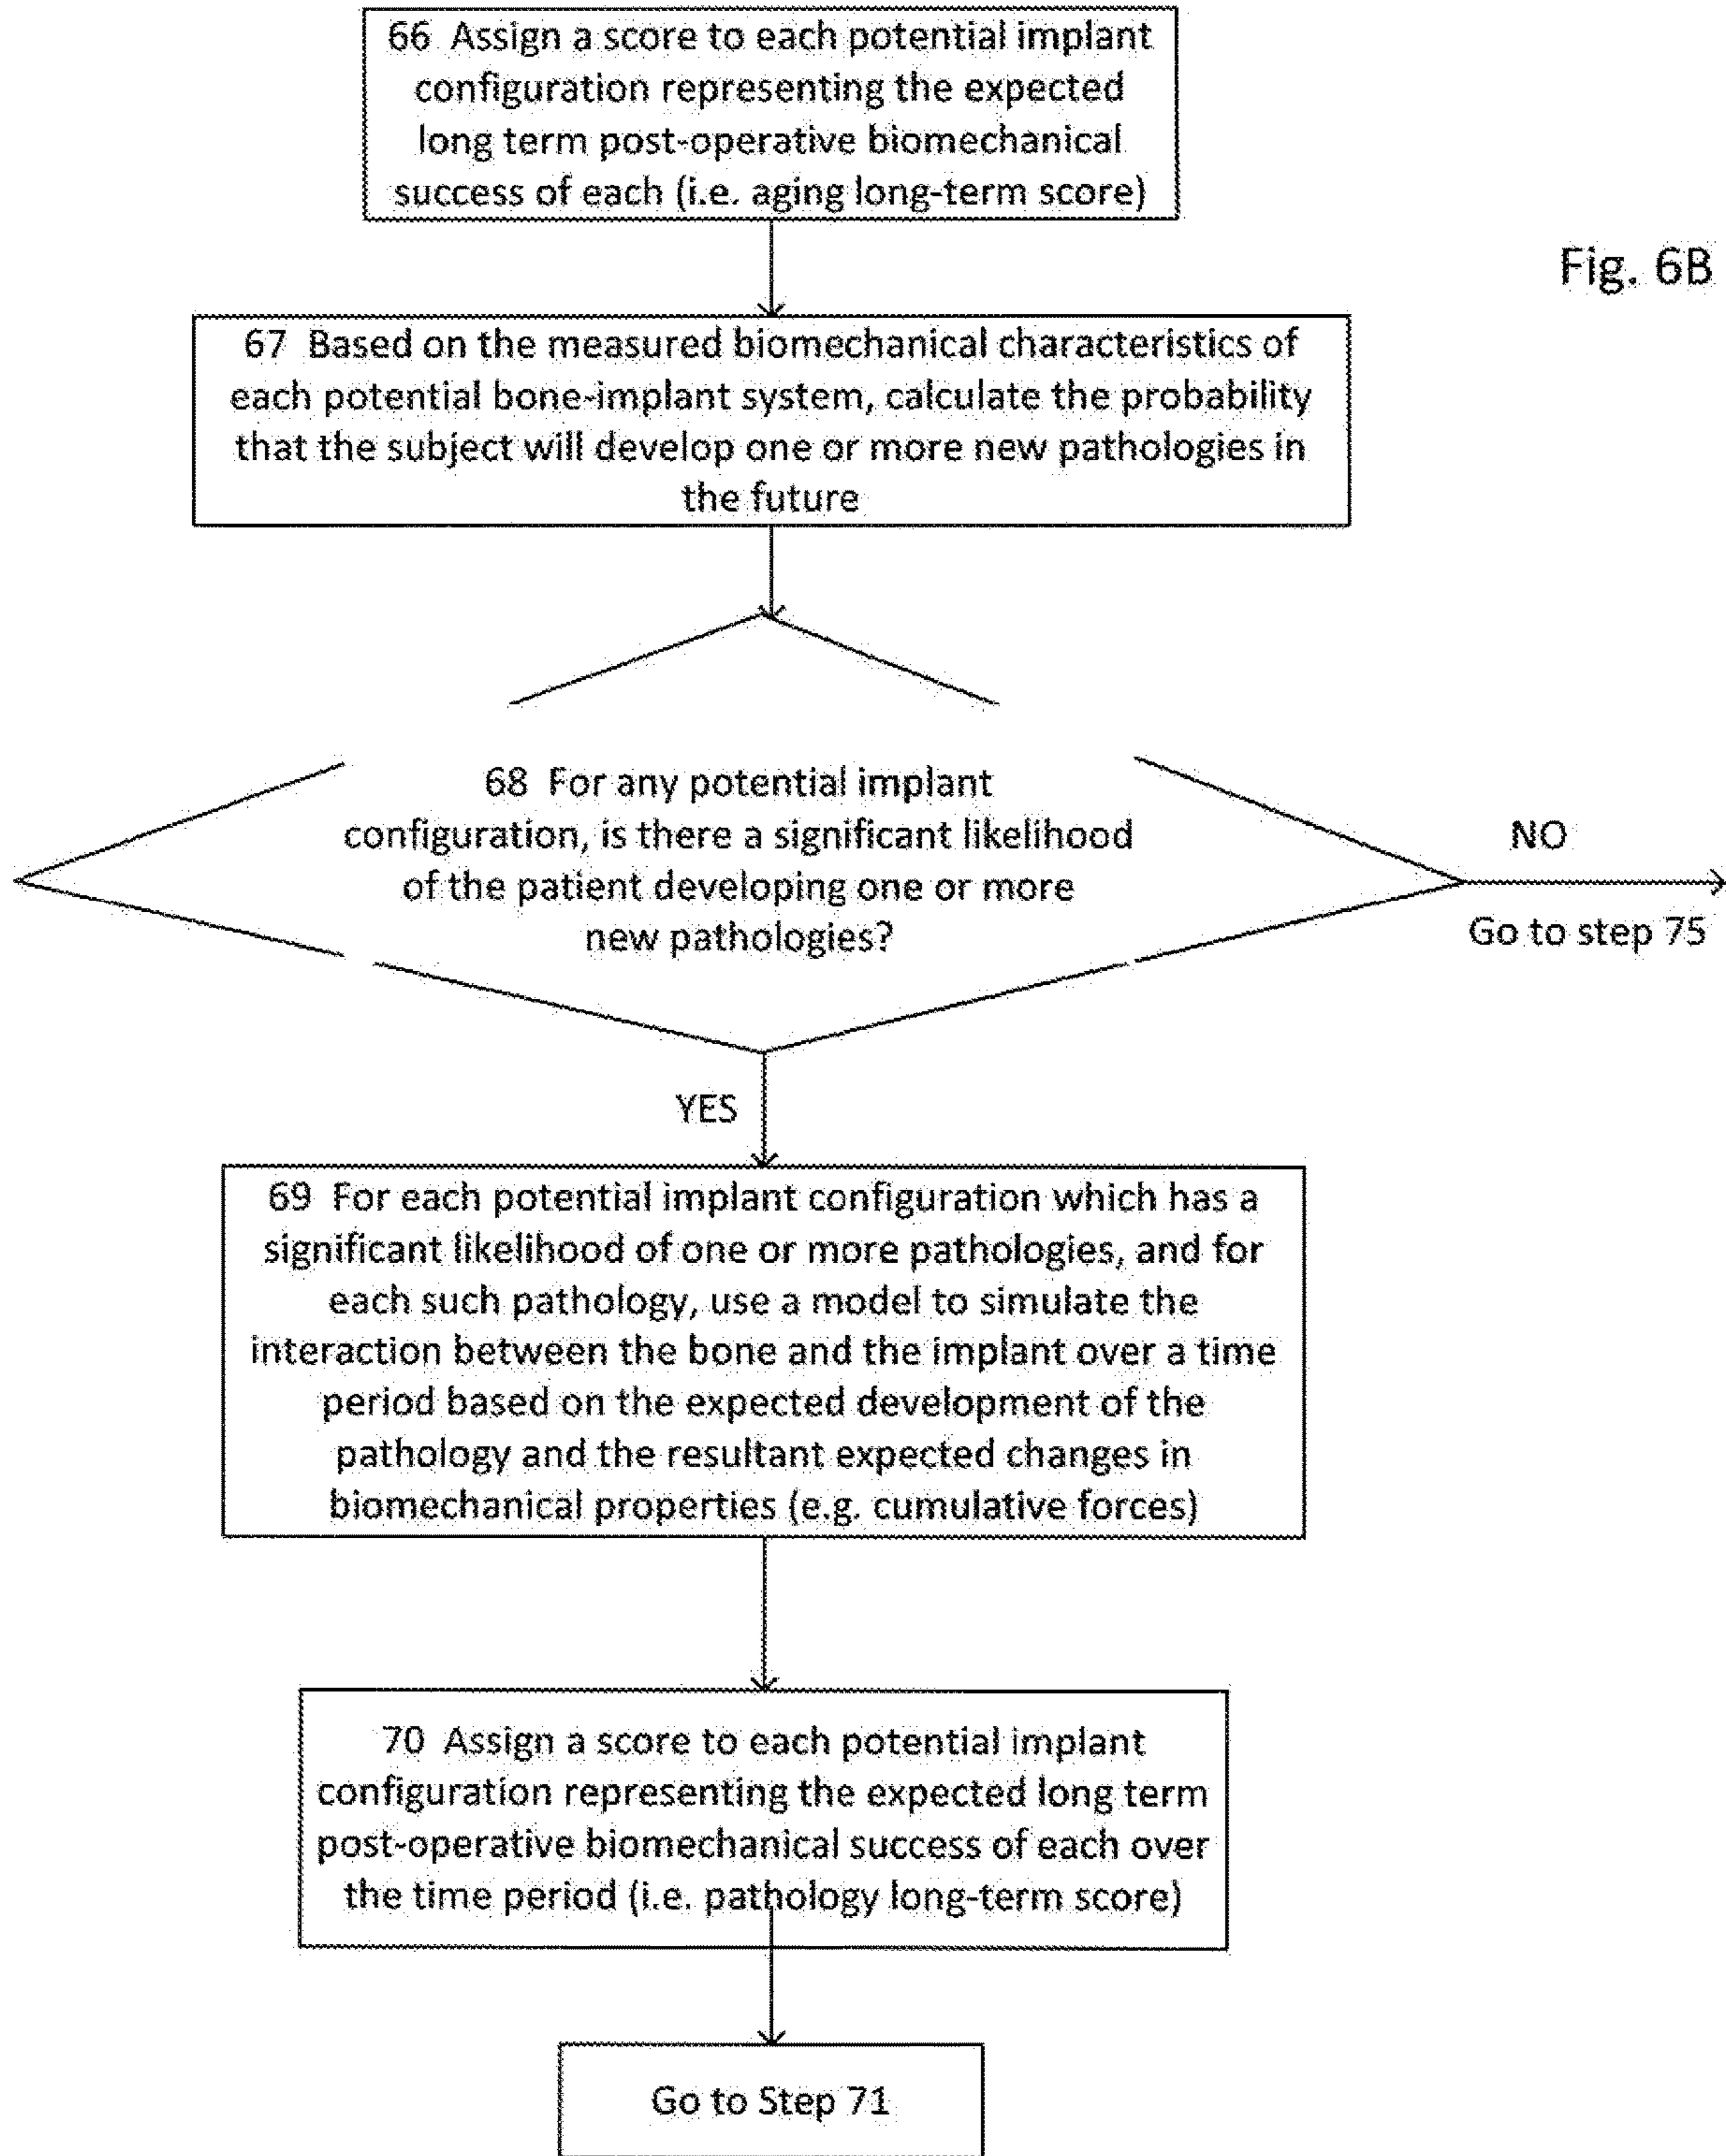 66 Assign a score to each potential implant
configuration representing the expected
long term post-operative biomechanical
success of each (i.e. aging long-term score)
Fig. 6B
67 Based on the measured biomechanical characteristics of
each potential bone-implant system, calculate the probability
that the subject will develop one or more new pathologies in
the future
68 For any potential implant
configuration, is there a significant likelihood
of the patient developing one or more
new pathologies?
NO
Go to step 75
YES
69 For each potential implant configuration which has a
significant likelihood of one or more pathologies, and for
each such pathology, use a model to simulate the
interaction between the bone and the implant over a time
period based on the expected development of the
pathology and the resultant expected changes in
biomechanical properties (e.g. cumulative forces)
70 Assign a score to each potential implant
configuration representing the expected long term
post-operative biomechanical success of each over
the time period (i.e. pathology long-term score)
Go to Step 71